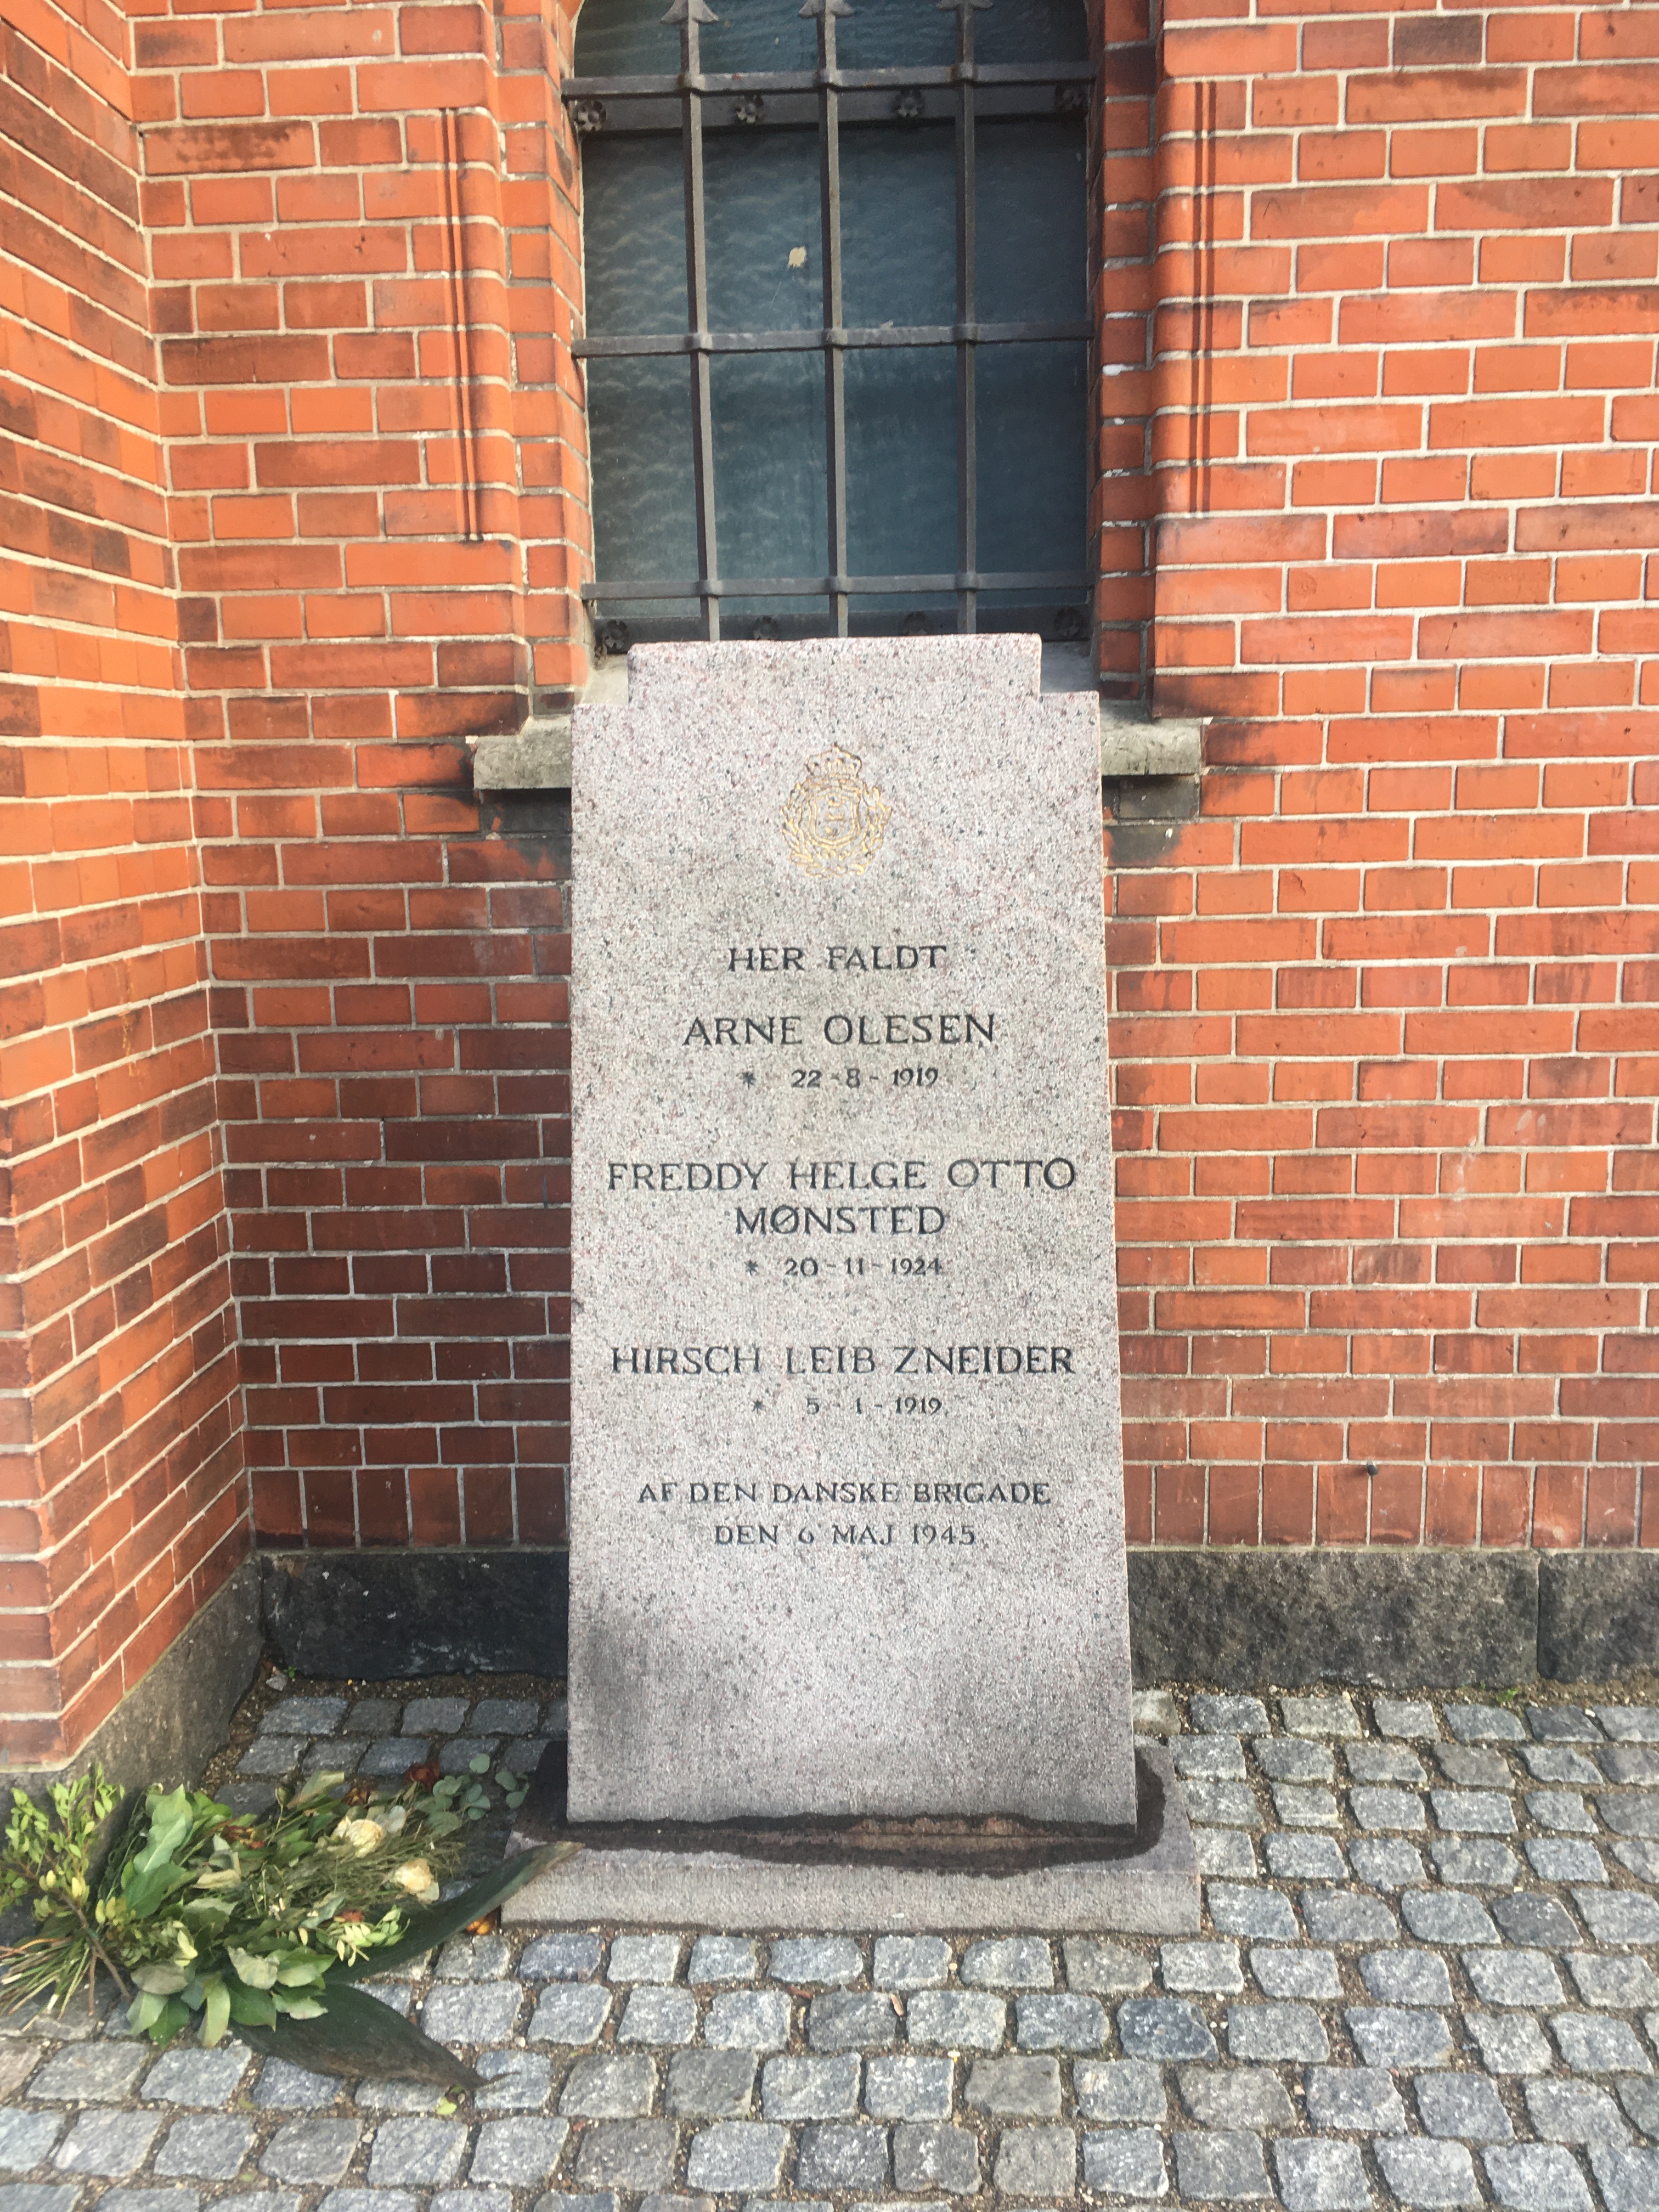 HER FALDT
ARNE OLESEN
* 22-8-1919
FREDDY HELGE OTTO
MØNSTED
* 20-11-1924
HIRSCH LEIB ZNEIDER
* 5-1-1919
AF DEN DANSKE BRIGADE
DEN 6 MAJ 1945